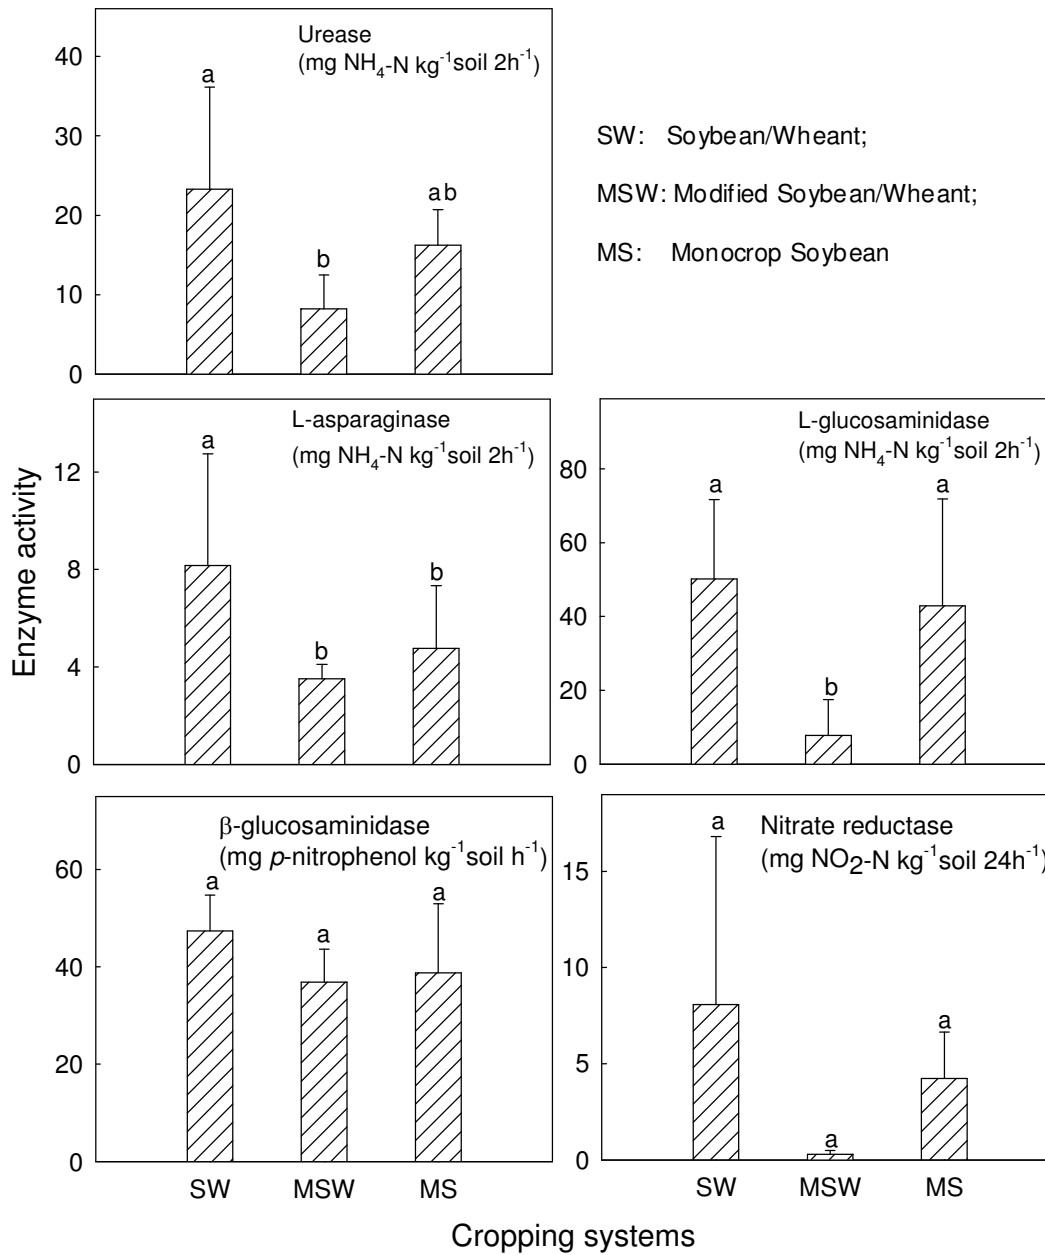 Urease
(mg NH4-N kg-1soil 2h-1)
40
30
20
10
0
a
b
ab
SW: Soybean/Wheant;
MSW: Modified Soybean/Wheant;
MS: Monocrop Soybean
Enzyme activity
L-asparaginase
(mg NH4-N kg-1soil 2h-1)
12
8
4
0
a
b
b
L-glucosaminidase
(mg NH4-N kg-1soil 2h-1)
80
60
40
20
0
a
b
a
β-glucosaminidase
(mg p-nitrophenol kg-1soil h-1)
60
40
20
0
a
a
a
SW MSW MS
Nitrate reductase
(mg NO2-N kg-1soil 24h-1)
15
10
5
0
a
a
a
SW MSW MS
Cropping systems